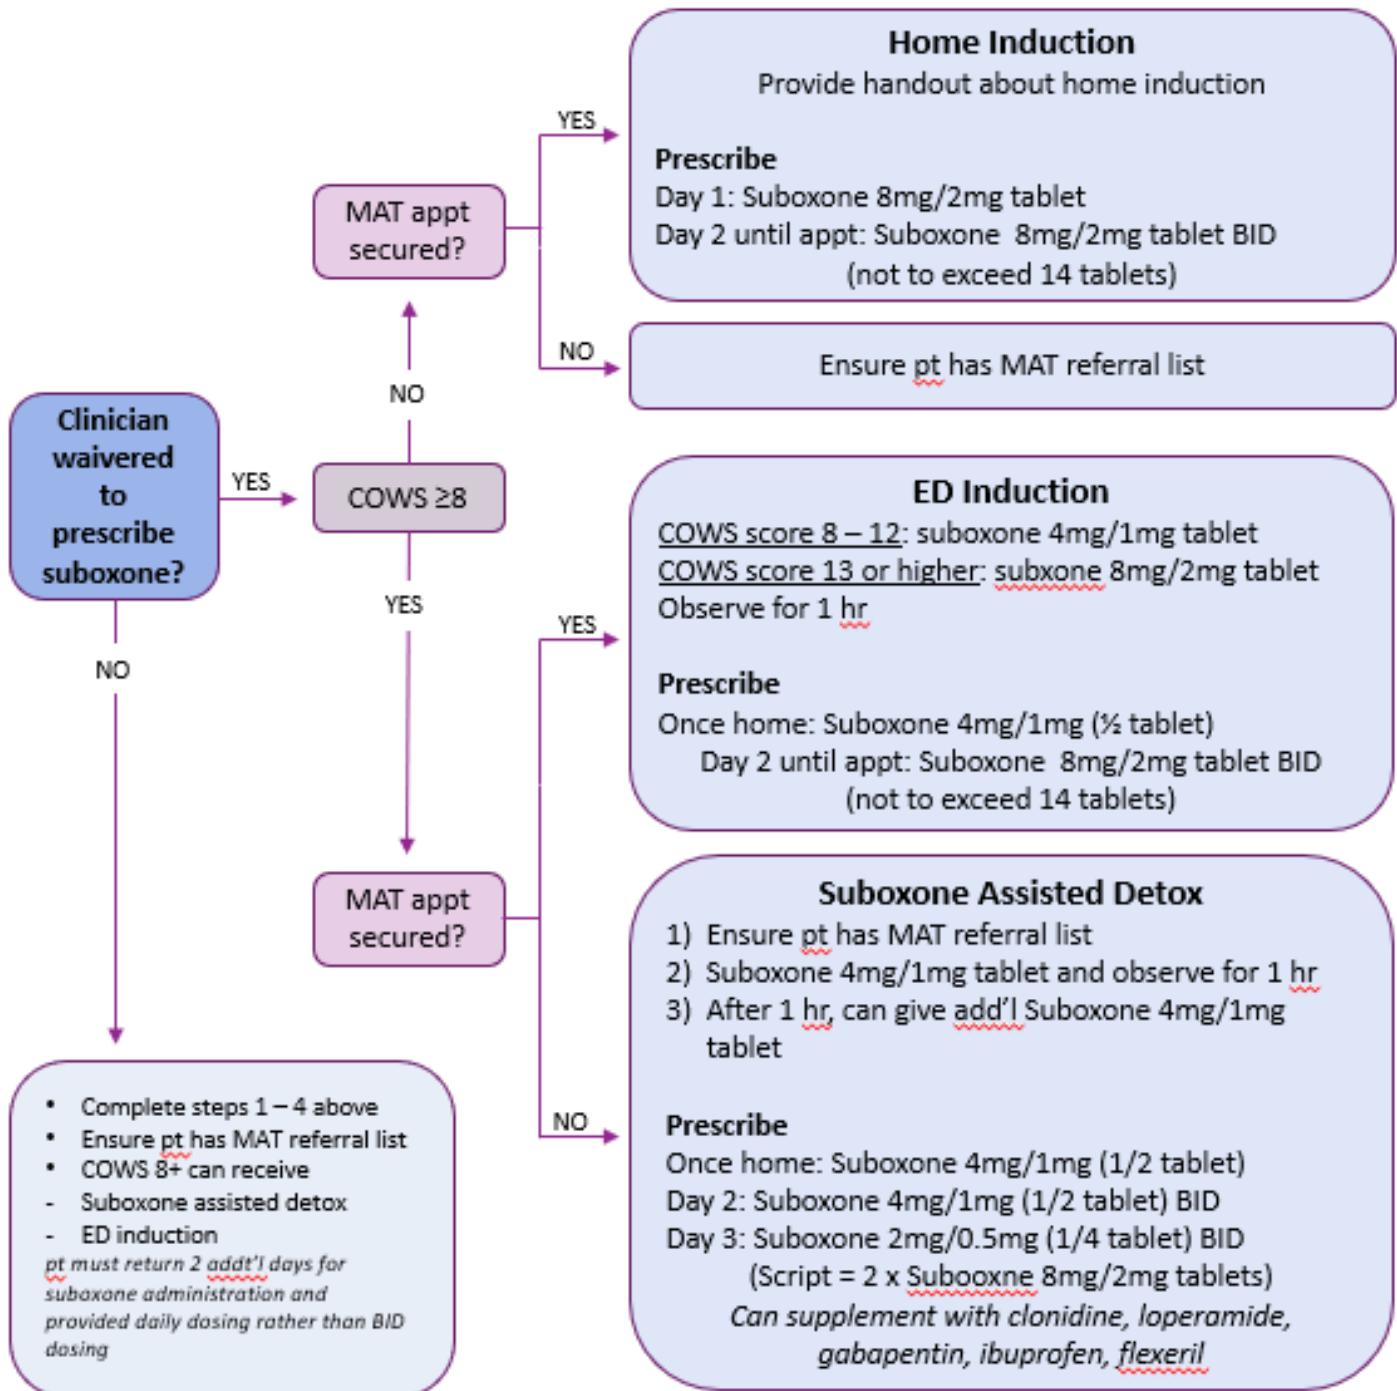 Home Induction
Provide handout about home induction
Prescribe
Day 1: Suboxone 8mg/2mg tablet
Day 2 until appt: Suboxone 8mg/2mg tablet BID
(not to exceed 14 tablets)
YES
MAT appt
secured?
NO
Ensure pt has MAT referral list
NO
Clinician
waivered
to
prescribe
suboxone?
YES
COWS ≥8
YES
NO
ED Induction
COWS score 8 – 12: suboxone 4mg/1mg tablet
COWS score 13 or higher: subxone 8mg/2mg tablet
Observe for 1 hr
Prescribe
Once home: Suboxone 4mg/1mg (½ tablet)
Day 2 until appt: Suboxone 8mg/2mg tablet BID
(not to exceed 14 tablets)
YES
MAT appt
secured?
NO
Suboxone Assisted Detox
1) Ensure pt has MAT referral list
2) Suboxone 4mg/1mg tablet and observe for 1 hr
3) After 1 hr, can give add’l Suboxone 4mg/1mg
tablet
Prescribe
Once home: Suboxone 4mg/1mg (1/2 tablet)
Day 2: Suboxone 4mg/1mg (1/2 tablet) BID
Day 3: Suboxone 2mg/0.5mg (1/4 tablet) BID
(Script = 2 x Subooxne 8mg/2mg tablets)
Can supplement with clonidine, loperamide,
gabapentin, ibuprofen, flexeril
• Complete steps 1 – 4 above
• Ensure pt has MAT referral list
• COWS 8+ can receive
- Suboxone assisted detox
- ED induction
pt must return 2 addt’l days for
suboxone administration and
provided daily dosing rather than BID
dosing